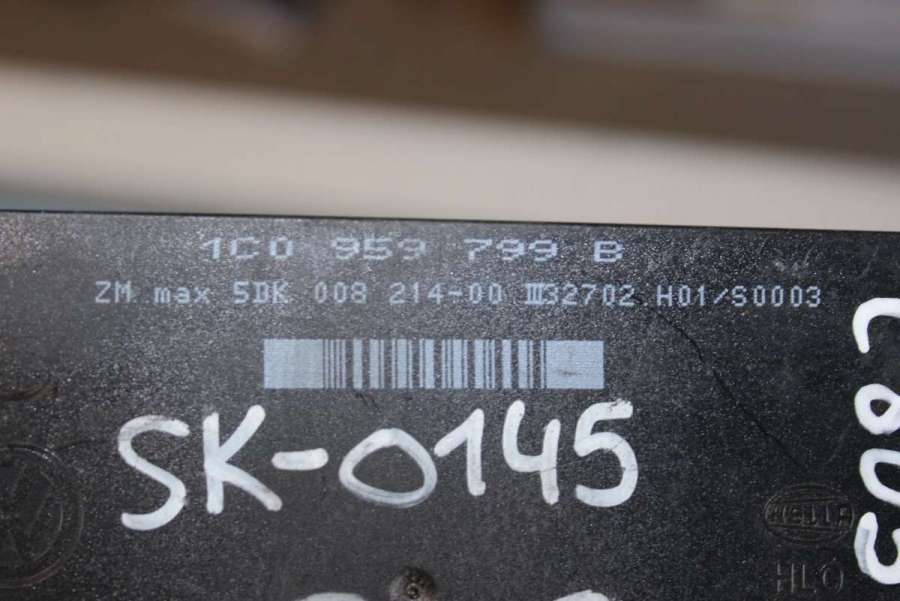 1C0 959 799 B
ZM max 5DK 008 214-00 III32702 H01/S0003
SK-0145
Hella
HLO